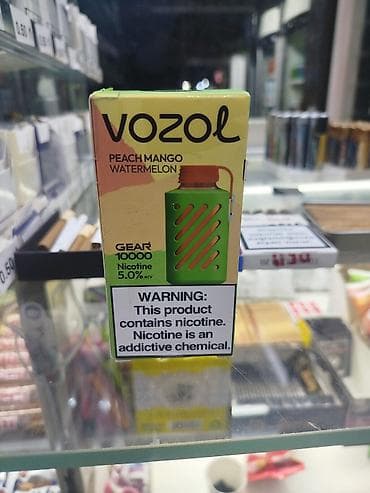 VOZOL
PEACH MANGO
WATERMELON
GEAR
10000
Nicotine
5.0%
WARNING:
This product
contains nicotine.
Nicotine is an
addictive chemical.